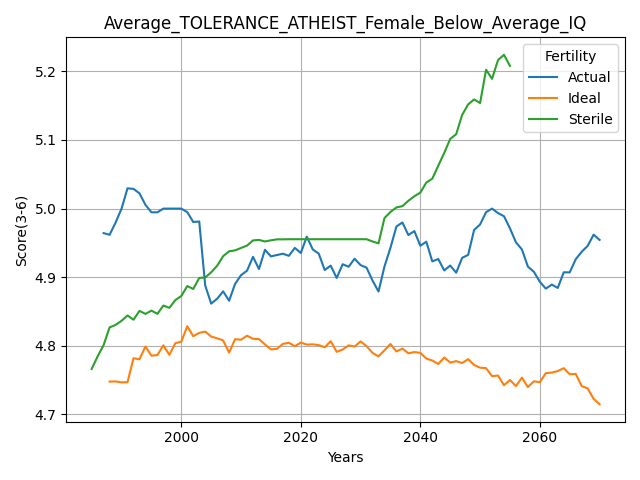 Average_TOLERANCE_ATHEIST_Female_Below_Average_IQ
Fertility
Actual
Ideal
Sterile
Score(3-6)
5.2
5.1
5.0
4.9
4.8
4.7
2000
2020
2040
2060
Years